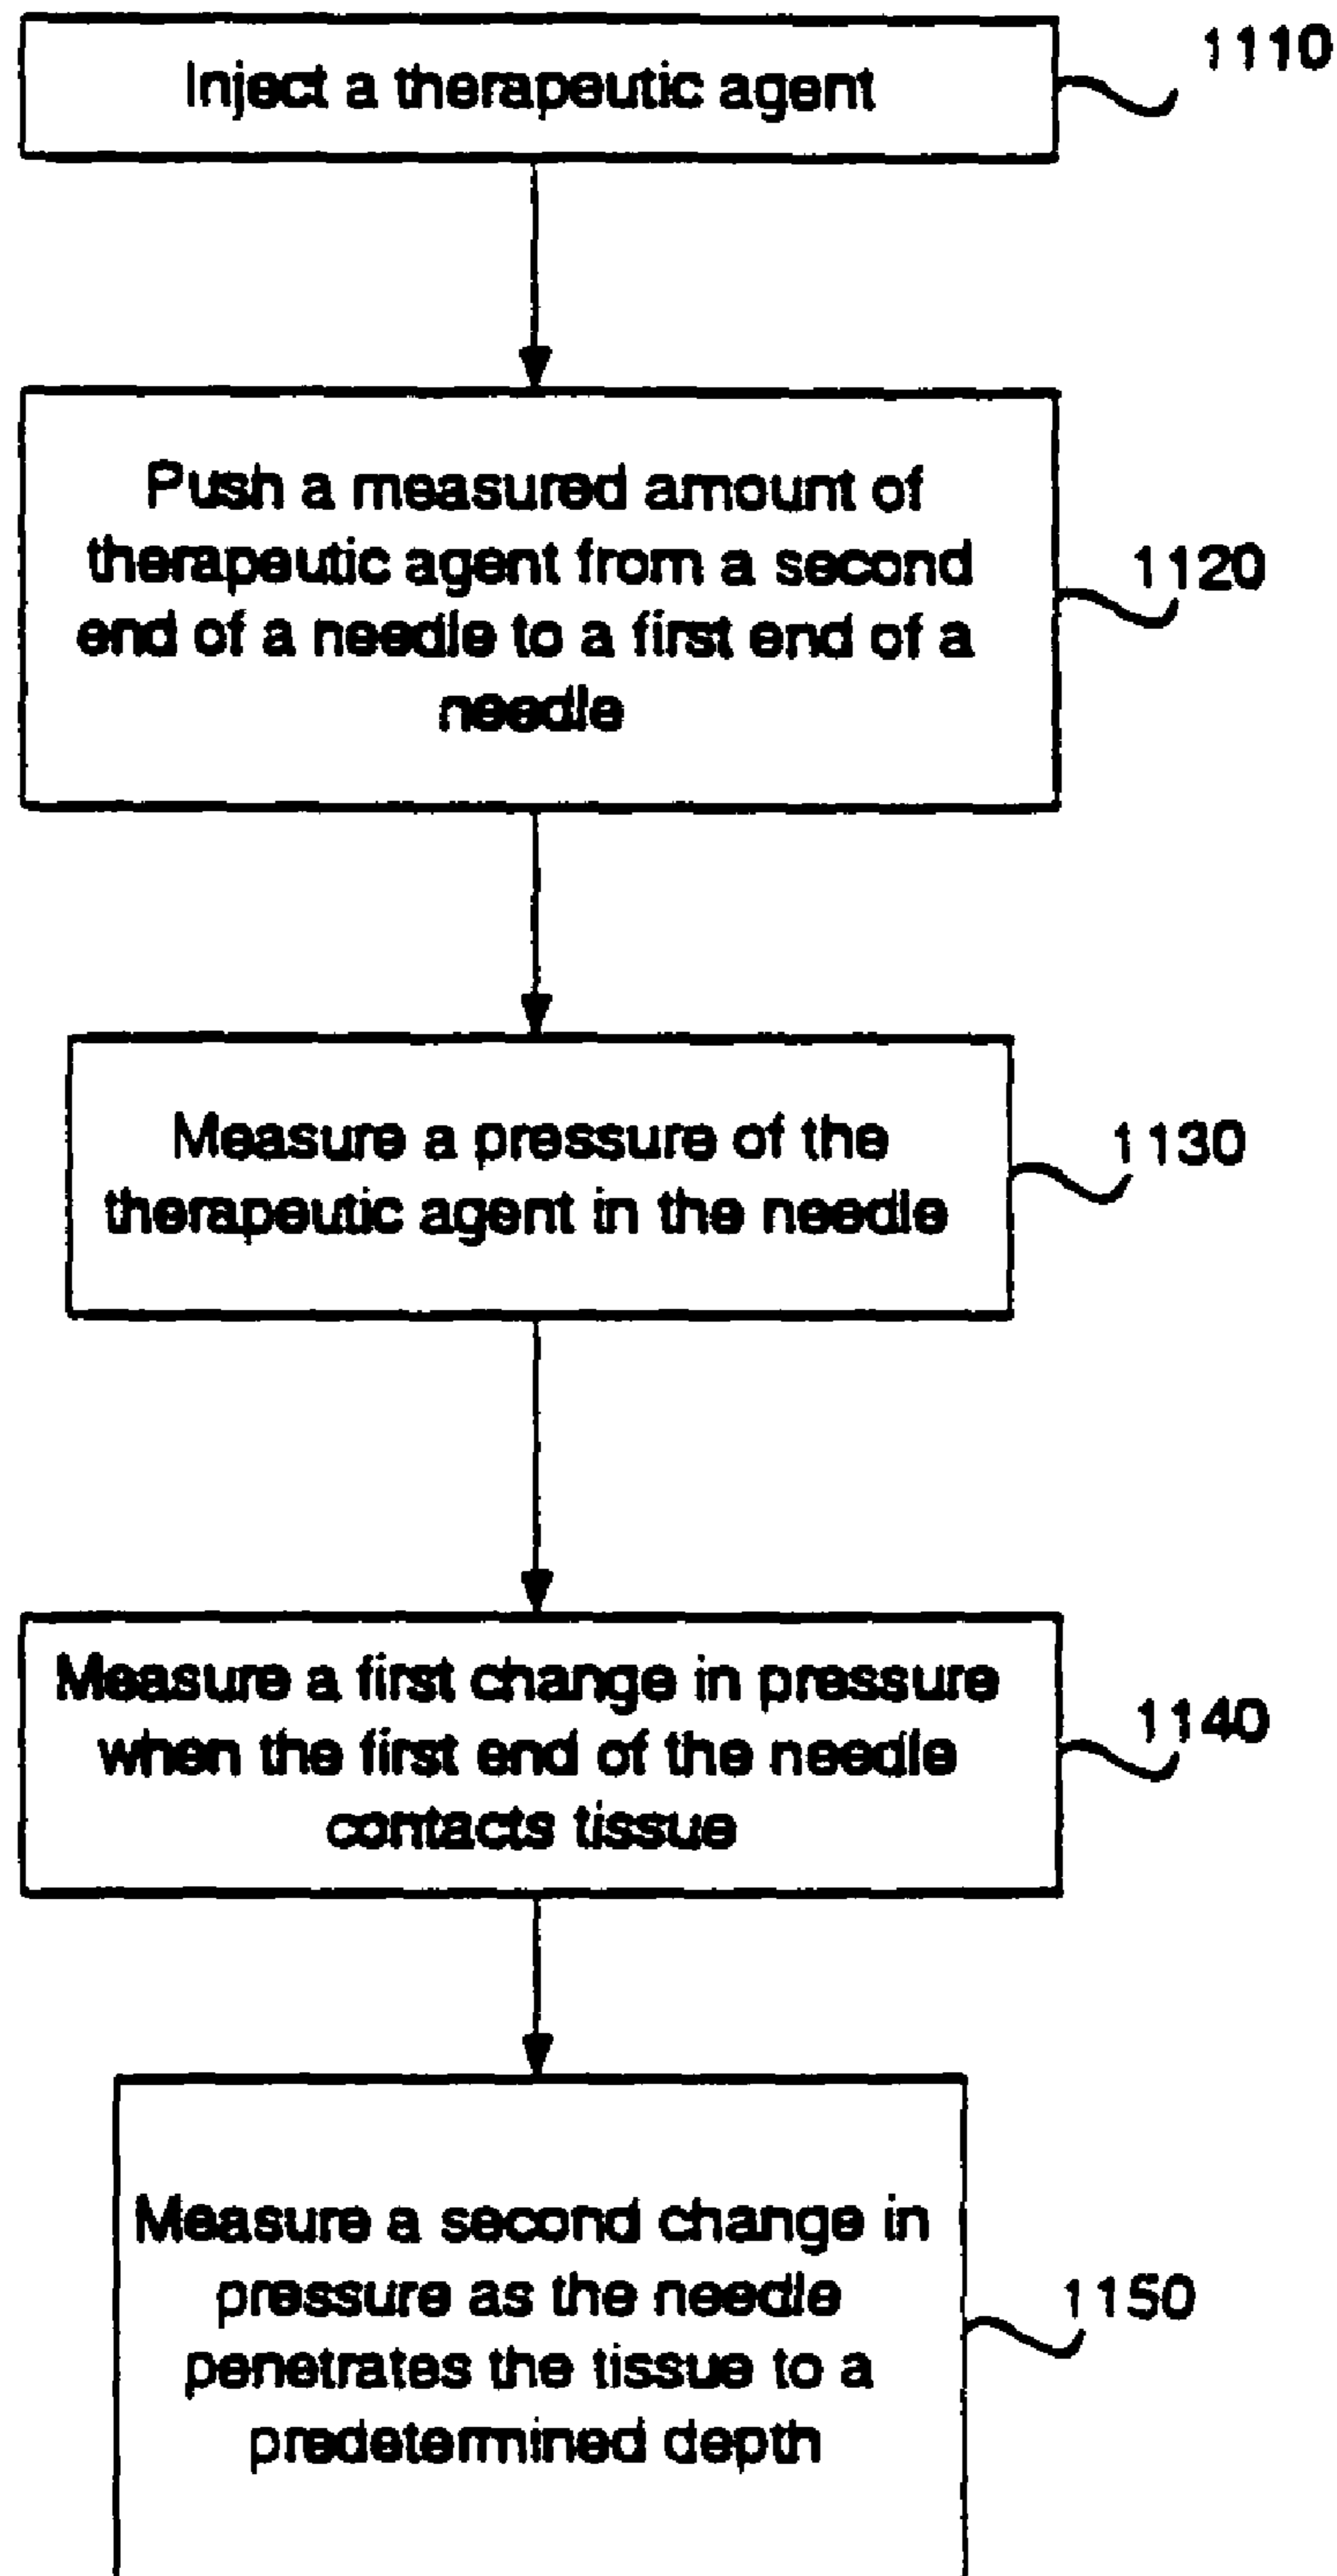 Inject a therapeutic agent
1110
Push a measured amount of
therapeutic agent from a second
end of a needle to a first end of a
needle
1120
Measure a pressure of the
therapeutic agent in the needle
1130
Measure a first change in pressure
when the first end of the needle
contacts tissue
1140
Measure a second change in
pressure as the needle
penetrates the tissue to a
predetermined depth
1150